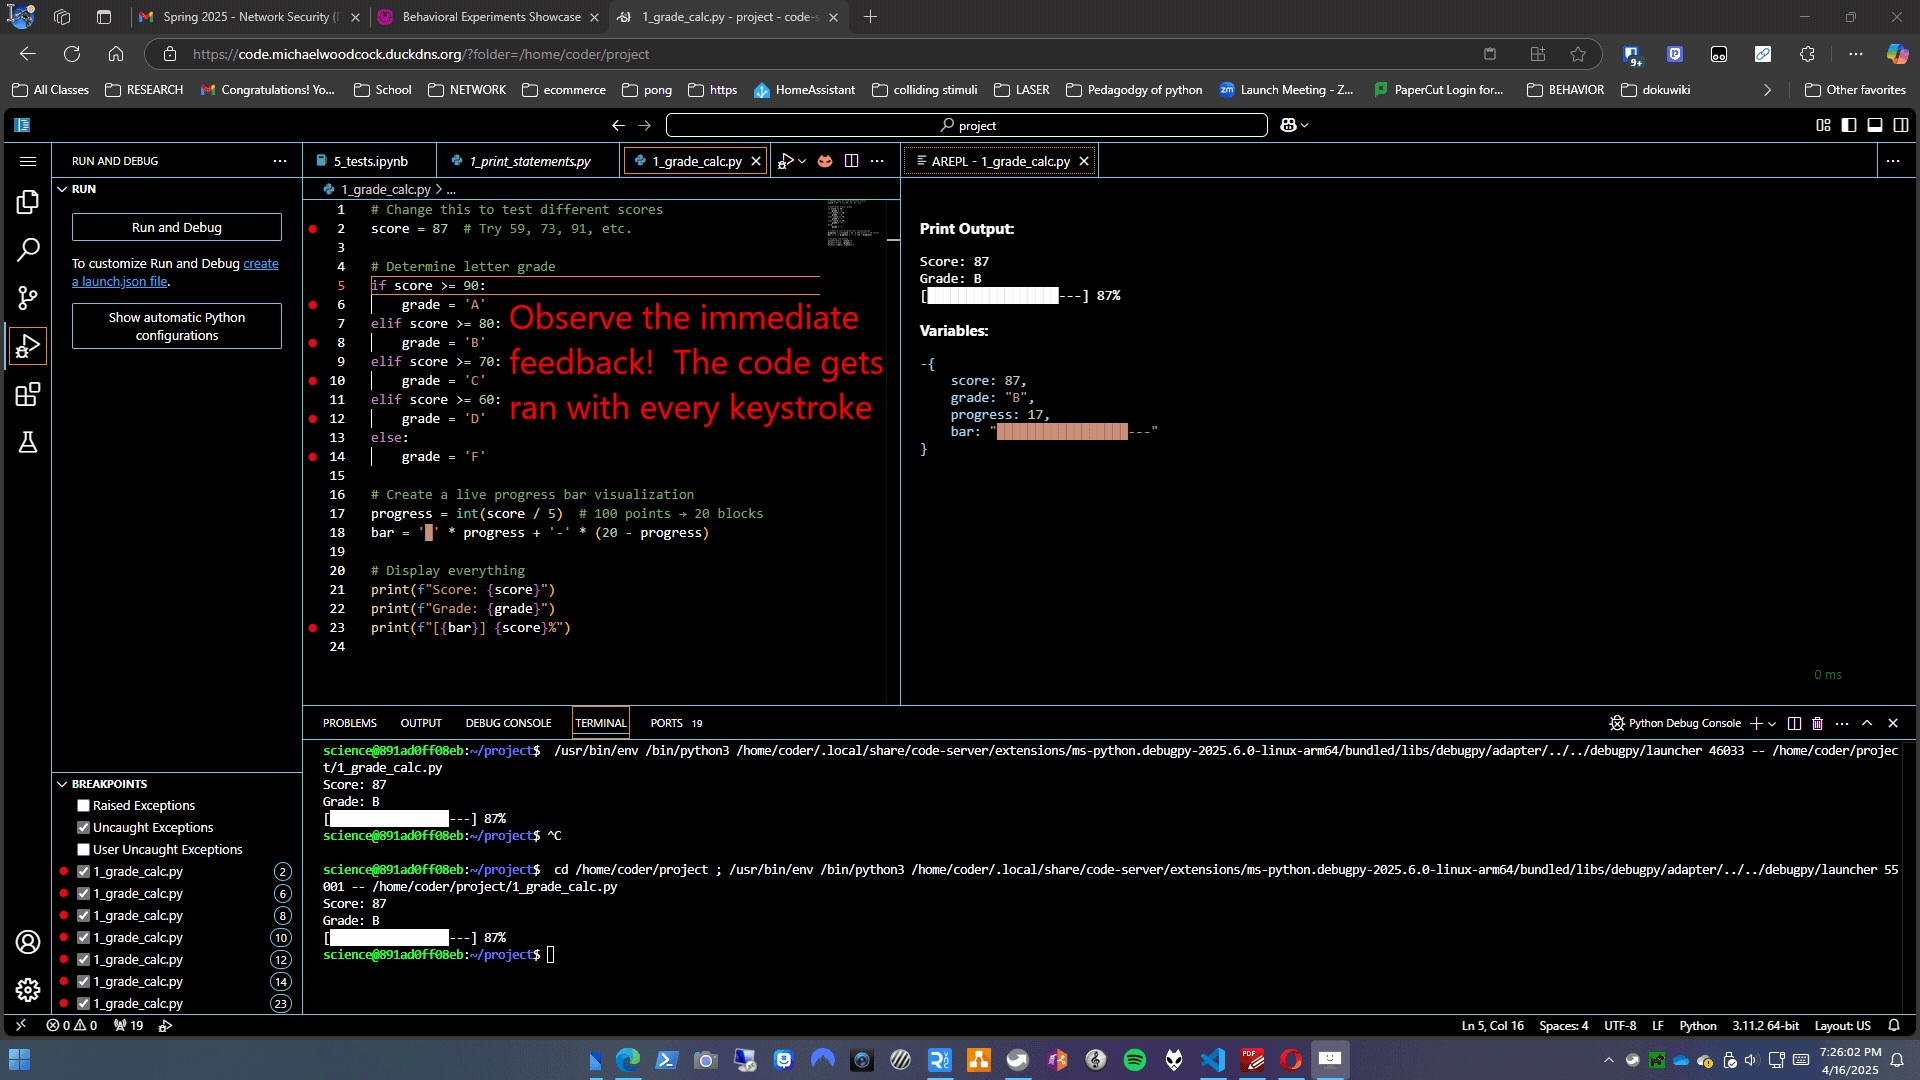 Spring 2025 - Network Security (I
Behavioral Experiments Showcase
1_grade_calc.py - project - code-s
https://code.michaelwoodcock.duckdns.org/?folder=/home/coder/project
9+
All Classes
RESEARCH
Congratulations! Yo...
School
NETWORK
ecommerce
pong
https
HomeAssistant
colliding stimuli
LASER
Pedagodgy of python
Launch Meeting - Z...
PaperCut Login for...
BEHAVIOR
dokuwiki
Other favorites
project
RUN AND DEBUG
RUN
Run and Debug
To customize Run and Debug create
a launch.json file.
Show automatic Python
configurations
BREAKPOINTS
Raised Exceptions
Uncaught Exceptions
User Uncaught Exceptions
1_grade_calc.py 2
1_grade_calc.py 6
1_grade_calc.py 8
1_grade_calc.py 10
1_grade_calc.py 12
1_grade_calc.py 14
1_grade_calc.py 23
5_tests.ipynb
1_print_statements.py
1_grade_calc.py
1_grade_calc.py > ...
1 # Change this to test different scores
2 score = 87  # Try 59, 73, 91, etc.
3
4 # Determine letter grade
5 if score >= 90:
6     grade = 'A'
7 elif score >= 80:
8     grade = 'B'
9 elif score >= 70:
10     grade = 'C'
11 elif score >= 60:
12     grade = 'D'
13 else:
14     grade = 'F'
15
16 # Create a live progress bar visualization
17 progress = int(score / 5)  # 100 points → 20 blocks
18 bar = '█' * progress + '-' * (20 - progress)
19
20 # Display everything
21 print(f"Score: {score}")
22 print(f"Grade: {grade}")
23 print(f"[{bar}] {score}%")
24
Observe the immediate
feedback!  The code gets
ran with every keystroke
AREPL - 1_grade_calc.py
Print Output:
Score: 87
Grade: B
[█████████████████---] 87%
Variables:
-{
score: 87,
grade: "B",
progress: 17,
bar: "█████████████████---"
}
0 ms
PROBLEMS
OUTPUT
DEBUG CONSOLE
TERMINAL
PORTS 19
Python Debug Console
science@891ad0ff08eb:~/project$  /usr/bin/env /bin/python3 /home/coder/.local/share/code-server/extensions/ms-python.debugpy-2025.6.0-linux-arm64/bundled/libs/debugpy/adapter/../../debugpy/launcher 46033 -- /home/coder/projec
t/1_grade_calc.py
Score: 87
Grade: B
[█████████████████---] 87%
science@891ad0ff08eb:~/project$ ^C
science@891ad0ff08eb:~/project$  cd /home/coder/project ; /usr/bin/env /bin/python3 /home/coder/.local/share/code-server/extensions/ms-python.debugpy-2025.6.0-linux-arm64/bundled/libs/debugpy/adapter/../../debugpy/launcher 55
001 -- /home/coder/project/1_grade_calc.py
Score: 87
Grade: B
[█████████████████---] 87%
science@891ad0ff08eb:~/project$
0 0 19
Ln 5, Col 16
Spaces: 4
UTF-8
LF
Python
3.11.2 64-bit
Layout: US
7:26:02 PM
4/16/2025